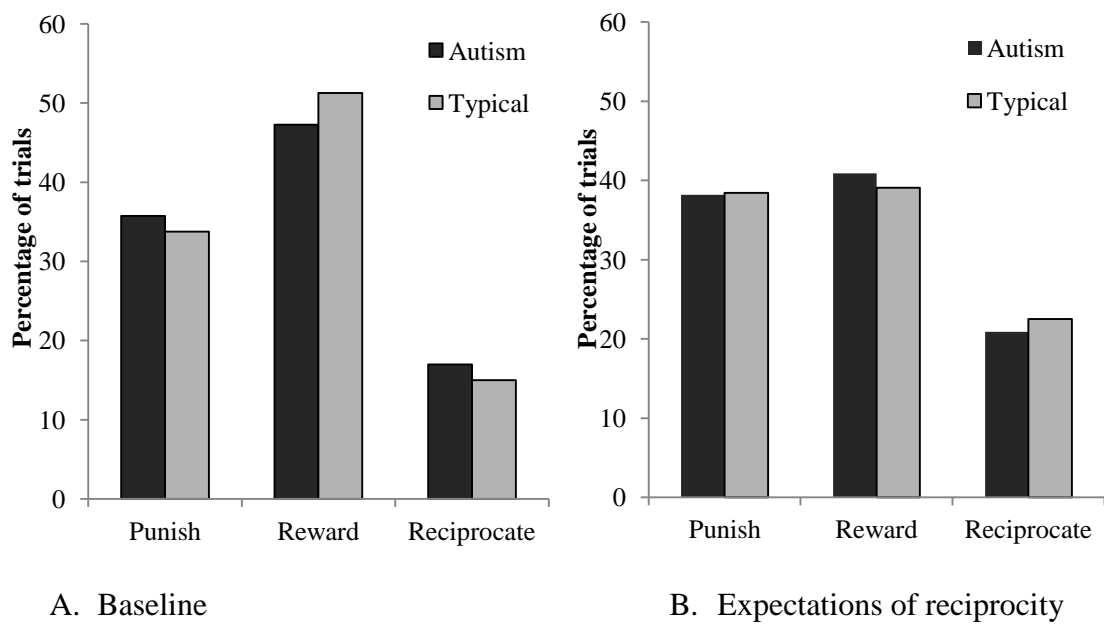 60
50
40
30
20
10
0
Percentage of trials
Autism
Typical
Punish
Reward
Reciprocate
A. Baseline
60
50
40
30
20
10
0
Percentage of trials
Autism
Typical
Punish
Reward
Reciprocate
B. Expectations of reciprocity